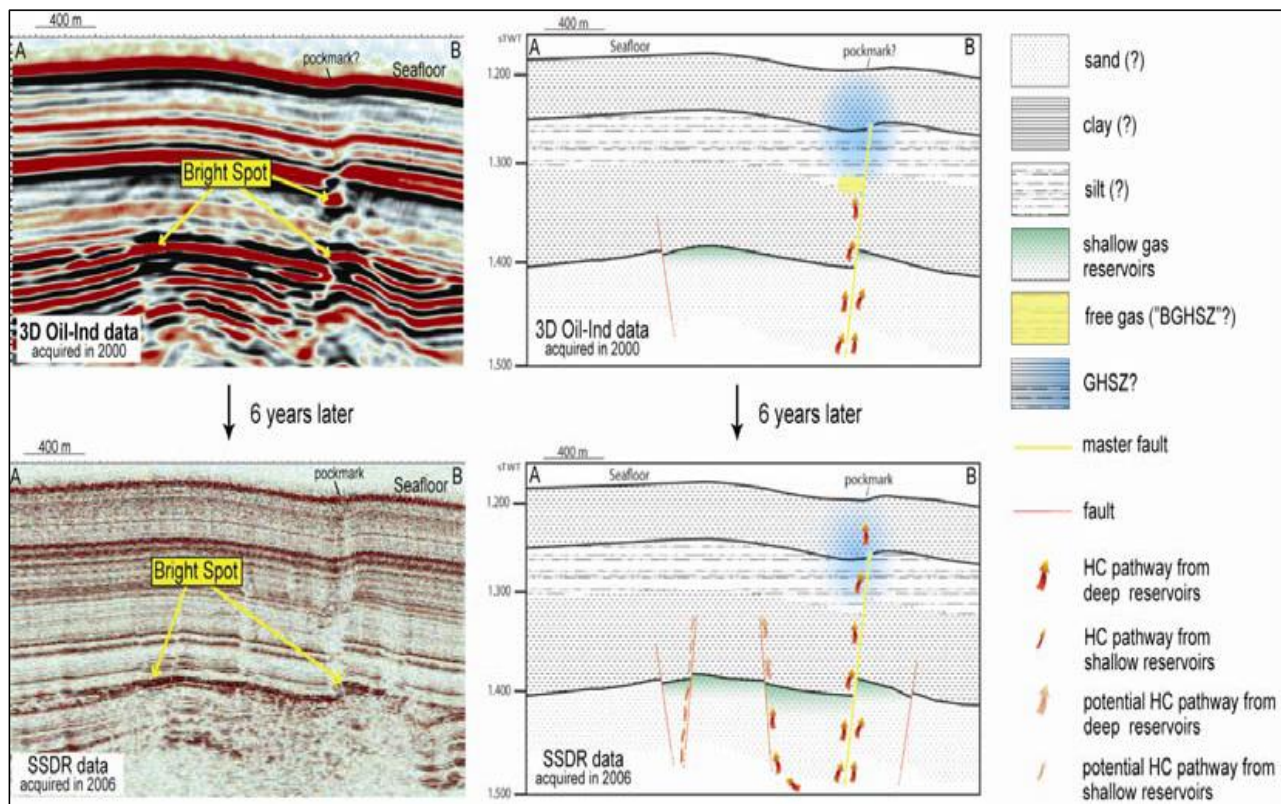 400 m
A
B
pockmark?
Seafloor
Bright Spot
3D Oil-Ind data
acquired in 2000
6 years later
400 m
sTWT
A
B
Seafloor
pockmark?
1.200
1.300
1.400
1.500
3D Oil-Ind data
acquired in 2000
6 years later
400 m
A
B
pockmark
Seafloor
Bright Spot
SSDR data
acquired in 2006
400 m
sTWT
A
B
Seafloor
pockmark
1.200
1.300
1.400
1.500
SSDR data
acquired in 2006
sand (?)
clay (?)
silt (?)
shallow gas
reservoirs
free gas ("BGHSZ"?)
GHSZ?
master fault
fault
HC pathway from
deep reservoirs
HC pathway from
shallow reservoirs
potential HC pathway from
deep reservoirs
potential HC pathway from
shallow reservoirs